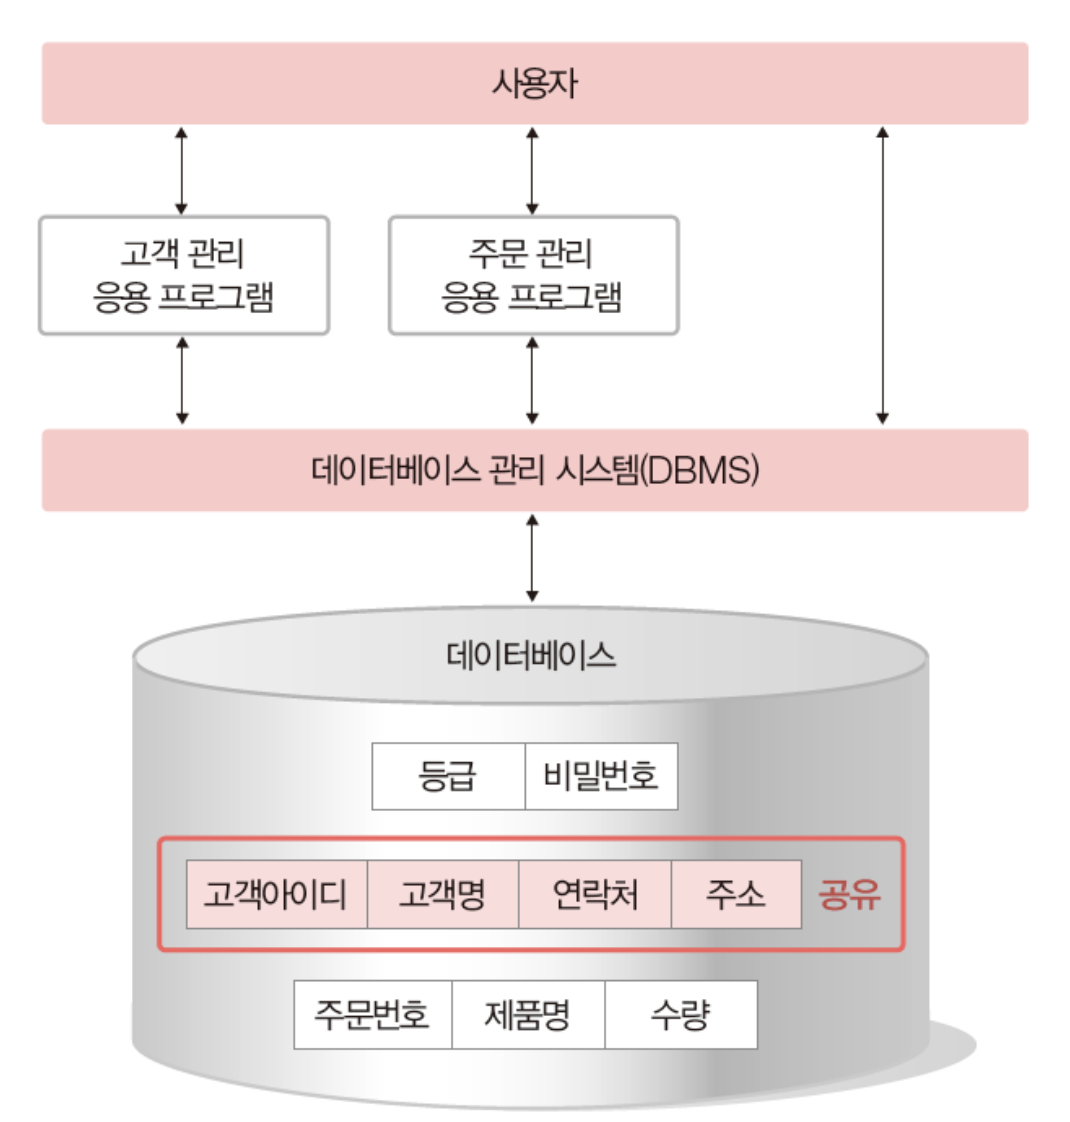 사용자
고객 관리
응용 프로그램
주문 관리
응용 프로그램
데이터베이스 관리 시스템(DBMS)
데이터베이스
등급 비밀번호
고객아이디 고객명 연락처 주소 공유
주문번호 제품명 수량